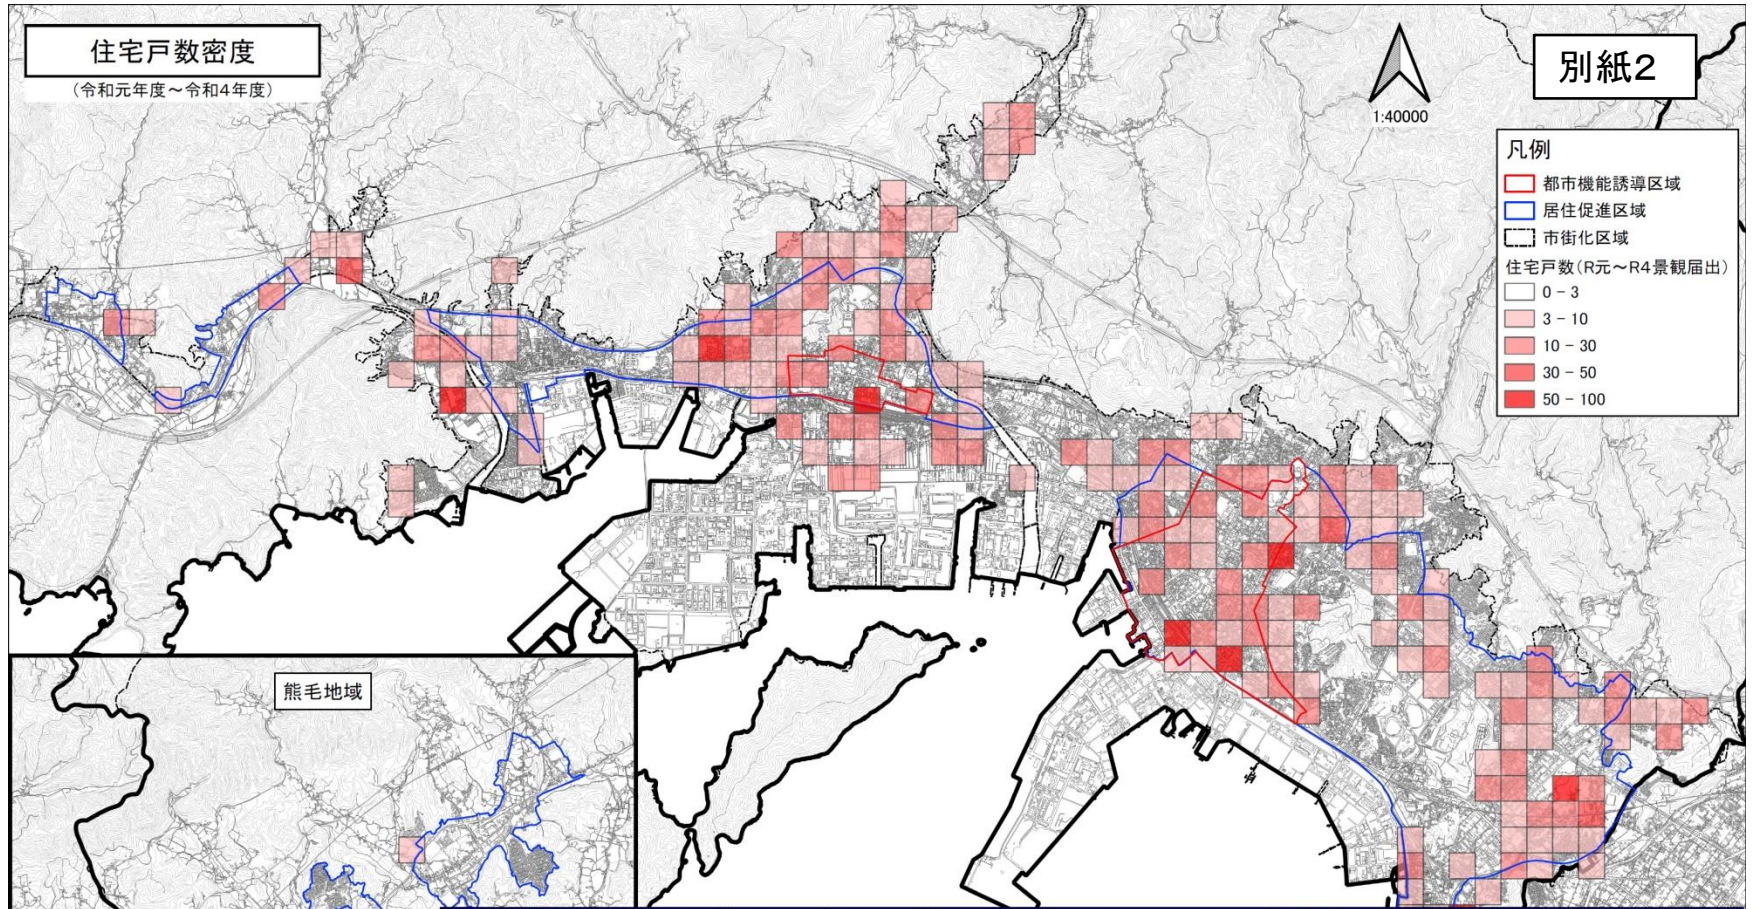 住宅戸数密度
(令和元年度～令和4年度)
1:40000
別紙2
凡例
都市機能誘導区域
居住促進区域
市街化区域
住宅戸数(R元～R4景観届出)
0 - 3
3 - 10
10 - 30
30 - 50
50 - 100
熊毛地域